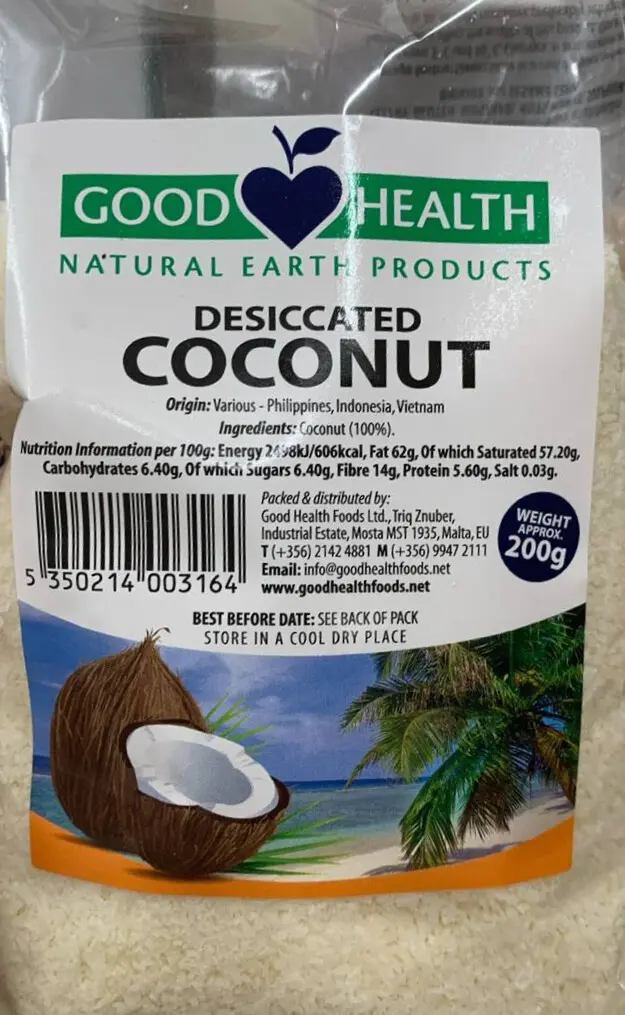 GOOD HEALTH
NATURAL EARTH PRODUCTS
DESICCATED
COCONUT
Origin: Various - Philippines, Indonesia, Vietnam
Ingredients: Coconut (100%).
Nutrition Information per 100g: Energy 2498kJ/606kcal, Fat 62g, Of which Saturated 57.20g,
Carbohydrates 6.40g, Of which Sugars 6.40g, Fibre 14g, Protein 5.60g, Salt 0.03g.
Packed & distributed by:
Good Health Foods Ltd., Triq Znuber,
Industrial Estate, Mosta MST 1935, Malta, EU
T (+356) 2142 4881 M (+356) 9947 2111
Email: info@goodhealthfoods.net
www.goodhealthfoods.net
WEIGHT
APPROX.
200g
5 350214 003164
BEST BEFORE DATE: SEE BACK OF PACK
STORE IN A COOL DRY PLACE